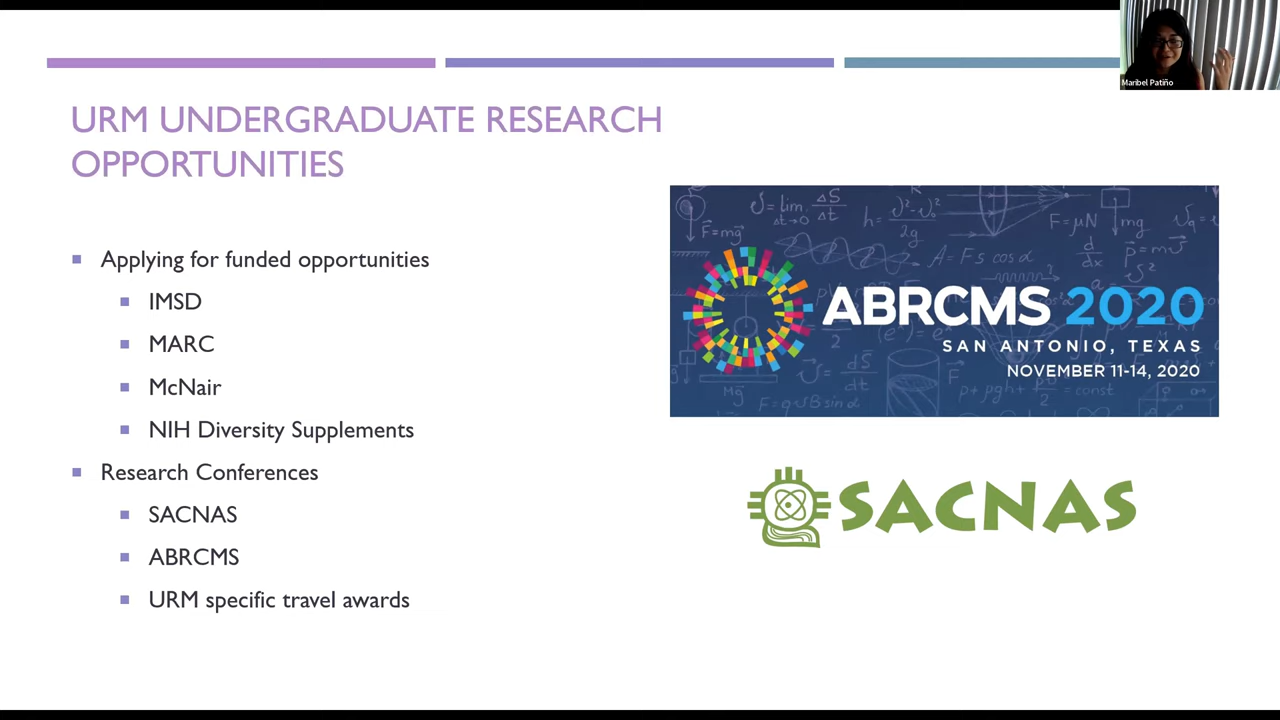 Maribel Patiño
URM UNDERGRADUATE RESEARCH
OPPORTUNITIES
Applying for funded opportunities
IMSD
MARC
McNair
NIH Diversity Supplements
Research Conferences
SACNAS
ABRCMS
URM specific travel awards
ABRCMS 2020
SAN ANTONIO, TEXAS
NOVEMBER 11-14, 2020
SACNAS